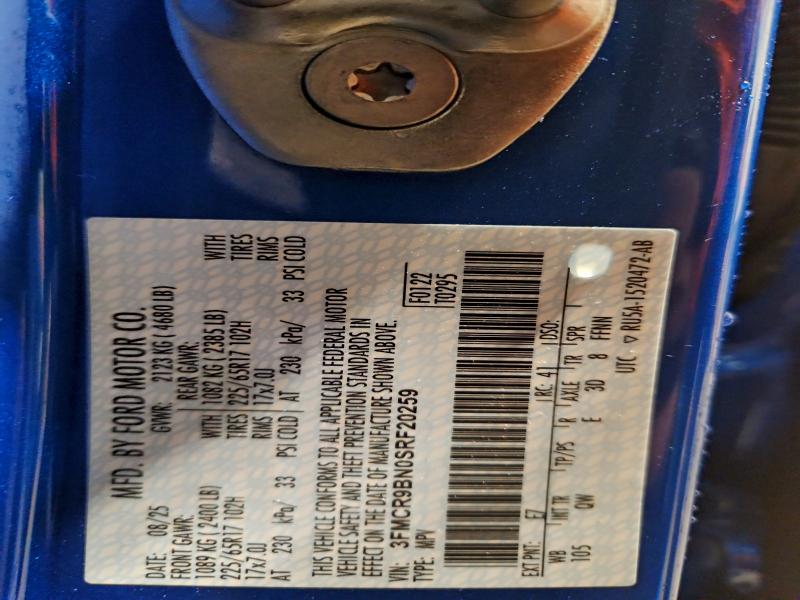 MFD. BY FORD MOTOR CO.
DATE: 08/25 GVWR: 2123 KG ( 4680 LB)
FRONT GAWR: REAR GAWR:
1089 KG ( 2400 LB) WITH 1082 KG ( 2385 LB) WITH
225/65R17 102H TIRES 225/65R17 102H TIRES
17x7.0J RIMS 17x7.0J RIMS
AT 230 kPa/ 33 PSI COLD AT 230 kPa/ 33 PSI COLD
THIS VEHICLE CONFORMS TO ALL APPLICABLE FEDERAL MOTOR
VEHICLE SAFETY AND THEFT PREVENTION STANDARDS IN
EFFECT ON THE DATE OF MANUFACTURE SHOWN ABOVE.
VIN: 3FMCR9BN0SRF20259
TYPE: MPV
F0122
T0295
EXT PNT: E7 RC: 41 DSO:
WB INT TR TP/PS R AXLE TR SPR
105 QW E 3D 8 FFNN
UTC ▽ RU5A-1520472-AB